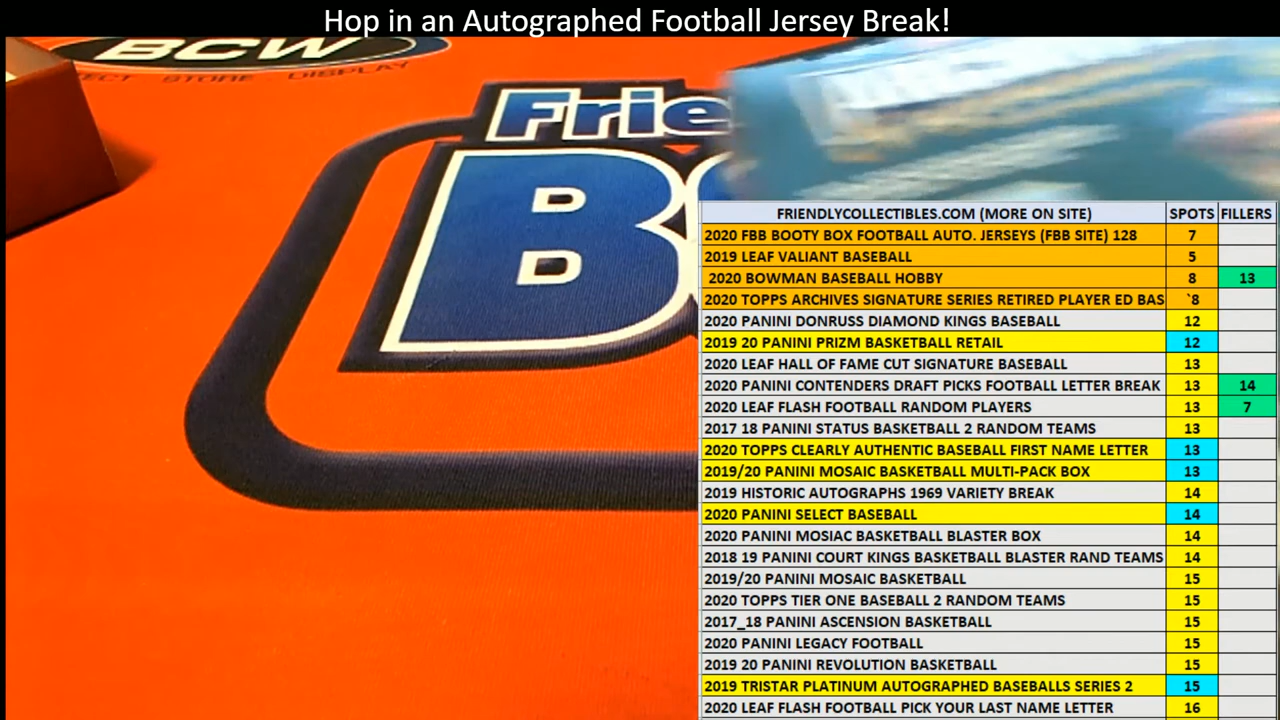 Hop in an Autographed Football Jersey Break!
BCW
STORE DISPLAY
Frie
B
FRIENDLYCOLLECTIBLES.COM (MORE ON SITE) SPOTS FILLERS
2020 FBB BOOTY BOX FOOTBALL AUTO. JERSEYS (FBB SITE) 128 7
2019 LEAF VALIANT BASEBALL 5
2020 BOWMAN BASEBALL HOBBY 8 13
2020 TOPPS ARCHIVES SIGNATURE SERIES RETIRED PLAYER ED BAS `8
2020 PANINI DONRUSS DIAMOND KINGS BASEBALL 12
2019 20 PANINI PRIZM BASKETBALL RETAIL 12
2020 LEAF HALL OF FAME CUT SIGNATURE BASEBALL 13
2020 PANINI CONTENDERS DRAFT PICKS FOOTBALL LETTER BREAK 13 14
2020 LEAF FLASH FOOTBALL RANDOM PLAYERS 13 7
2017 18 PANINI STATUS BASKETBALL 2 RANDOM TEAMS 13
2020 TOPPS CLEARLY AUTHENTIC BASEBALL FIRST NAME LETTER 13
2019/20 PANINI MOSAIC BASKETBALL MULTI-PACK BOX 13
2019 HISTORIC AUTOGRAPHS 1969 VARIETY BREAK 14
2020 PANINI SELECT BASEBALL 14
2020 PANINI MOSIAC BASKETBALL BLASTER BOX 14
2018 19 PANINI COURT KINGS BASKETBALL BLASTER RAND TEAMS 14
2019/20 PANINI MOSAIC BASKETBALL 15
2020 TOPPS TIER ONE BASEBALL 2 RANDOM TEAMS 15
2017_18 PANINI ASCENSION BASKETBALL 15
2020 PANINI LEGACY FOOTBALL 15
2019 20 PANINI REVOLUTION BASKETBALL 15
2019 TRISTAR PLATINUM AUTOGRAPHED BASEBALLS SERIES 2 15
2020 LEAF FLASH FOOTBALL PICK YOUR LAST NAME LETTER 16